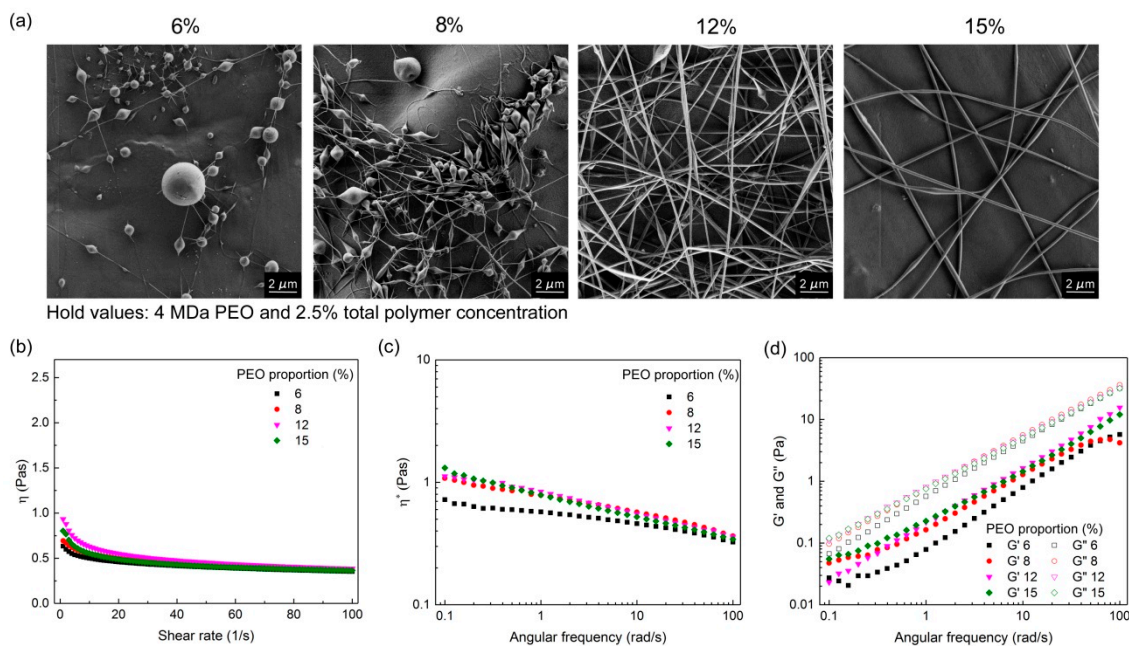 (a)
6%
8%
12%
15%
2 μm
2 μm
2 μm
2 μm
Hold values: 4 MDa PEO and 2.5% total polymer concentration
(b)
PEO proportion (%)
6
8
12
15
2.5
2.0
1.5
1.0
0.5
0.0
η (Pas)
0
20
40
60
80
100
Shear rate (1/s)
(c)
PEO proportion (%)
6
8
12
15
10
1
0.1
η* (Pas)
0.1
1
10
100
Angular frequency (rad/s)
(d)
100
10
1
0.1
0.01
G' and G" (Pa)
PEO proportion (%)
G' 6 G" 6
G' 8 G" 8
G' 12 G" 12
G' 15 G" 15
0.1
1
10
100
Angular frequency (rad/s)